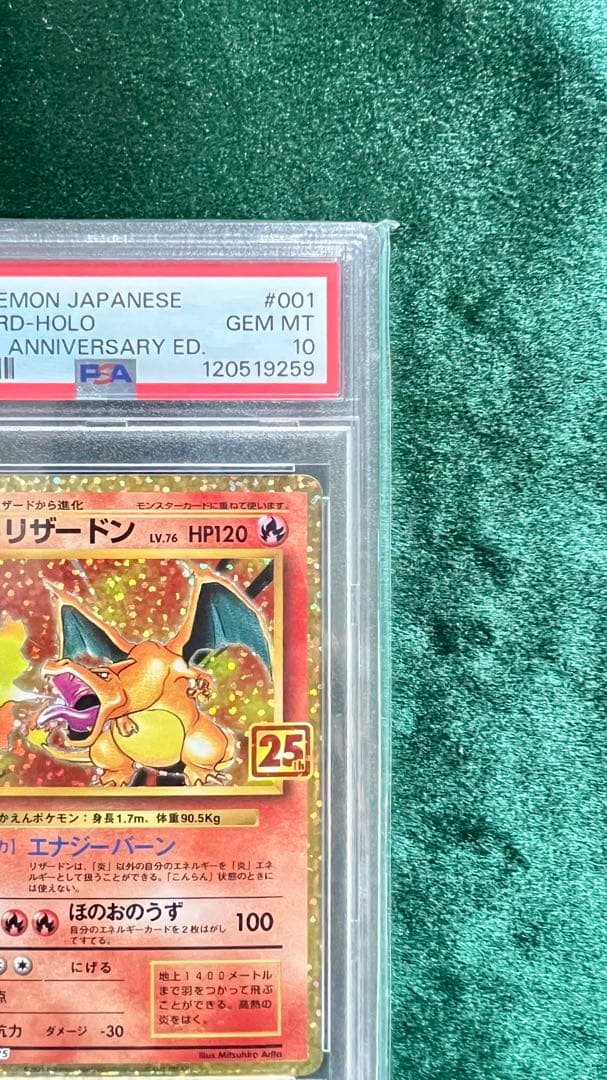 EMON JAPANESE #001
RD-HOLO GEM MT
ANNIVERSARY ED. 10
PSA 120519259
ザードから進化 モンスターカードに重ねて使います。
リザードン LV.76 HP120
25th
かえんポケモン：身長1.7m、体重90.5Kg
力] エナジーバーン
リザードンは、「炎」以外の自分のエネルギーを「炎」エネ
ルギーとして扱うことができる。「こんらん」状態のときに
は使えない。
ほのおのうず 100
自分のエネルギーカードを２枚はがし
てすてる。
にげる
点
抗力 ダメージ -30
地上１４００メートル
まで羽をつかって飛ぶ
ことができる。高熱の
炎をはく。
Illus. Mitsuhiro Arita